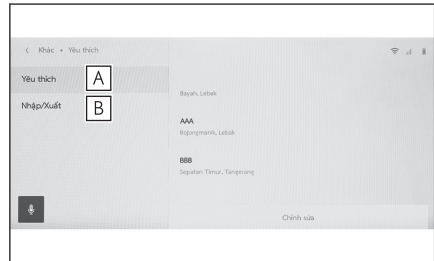 ‹ Khác • Yêu thích
Yêu thích
A
Nhập/Xuất
B
Bayah, Lebak
AAA
Bojongmanik, Lebak
BBB
Sepatan Timur, Tangerang
Chỉnh sửa